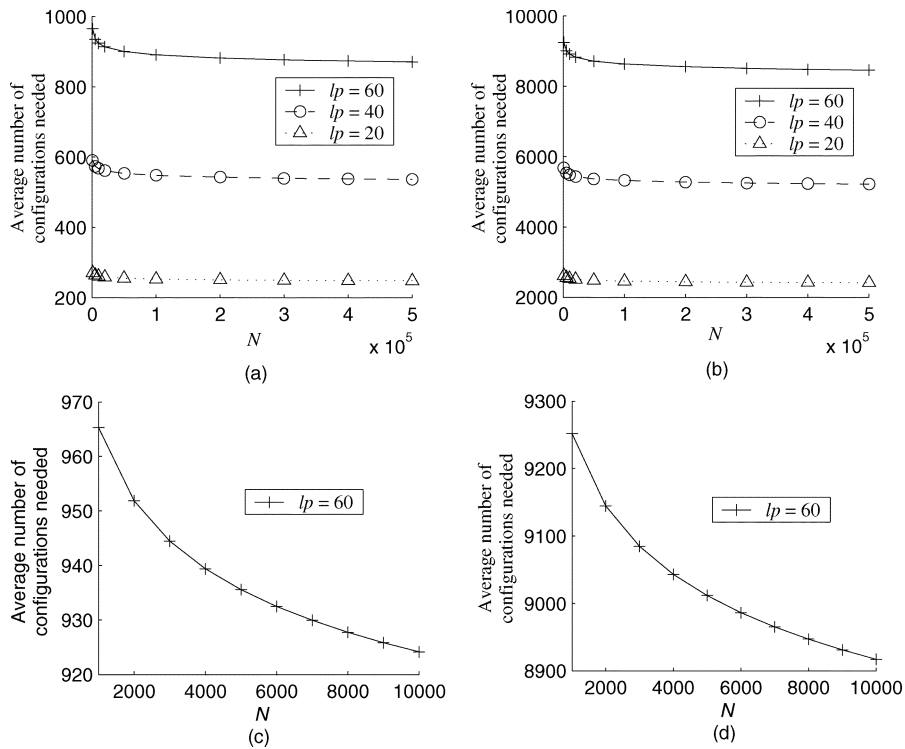 1000
800
600
400
200
Average number of
configurations needed
lp = 60
lp = 40
lp = 20
0 1 2 3 4 5
N
x 10^5
(a)
10000
8000
6000
4000
2000
Average number of
configurations needed
lp = 60
lp = 40
lp = 20
0 1 2 3 4 5
N
x 10^5
(b)
970
960
950
940
930
920
Average number of
configurations needed
lp = 60
2000 4000 6000 8000 10000
N
(c)
9300
9200
9100
9000
8900
Average number of
configurations needed
lp = 60
2000 4000 6000 8000 10000
N
(d)